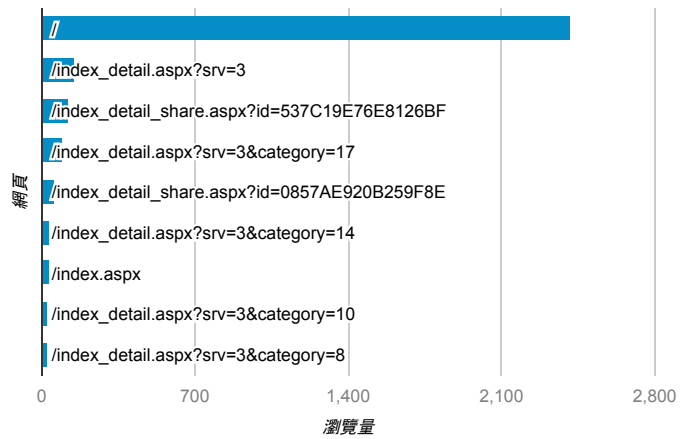 /
/index_detail.aspx?srv=3
/index_detail_share.aspx?id=537C19E76E8126BF
/index_detail.aspx?srv=3&category=17
/index_detail_share.aspx?id=0857AE920B259F8E
/index_detail.aspx?srv=3&category=14
/index.aspx
/index_detail.aspx?srv=3&category=10
/index_detail.aspx?srv=3&category=8
網頁
0 700 1,400 2,100 2,800
瀏覽量